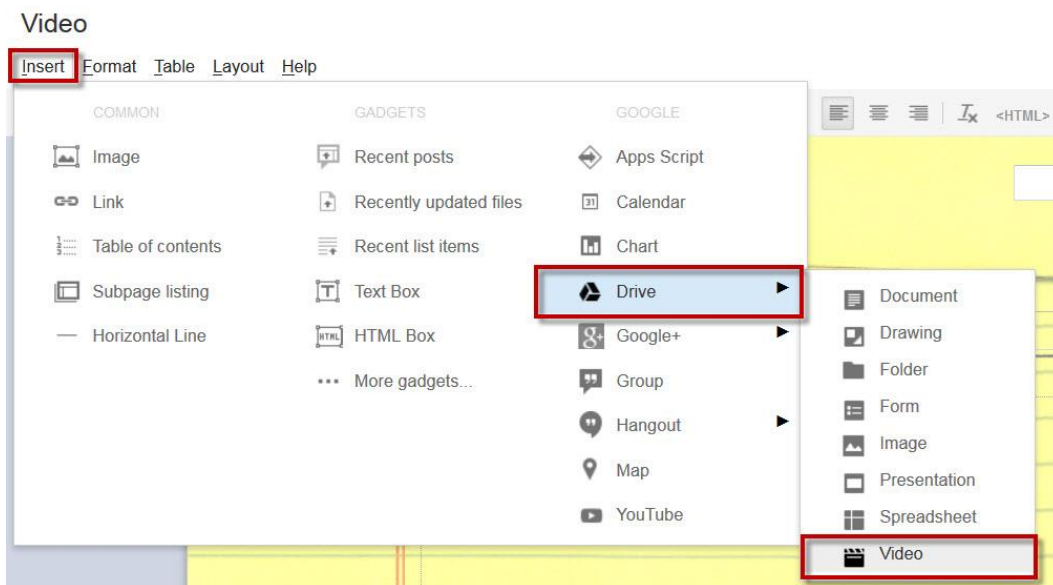 Video
Insert Format Table Layout Help
COMMON
Image
Link
Table of contents
Subpage listing
Horizontal Line
GADGETS
Recent posts
Recently updated files
Recent list items
Text Box
HTML Box
More gadgets...
GOOGLE
Apps Script
Calendar
Chart
Drive
Google+
Group
Hangout
Map
YouTube
<HTML>
Document
Drawing
Folder
Form
Image
Presentation
Spreadsheet
Video